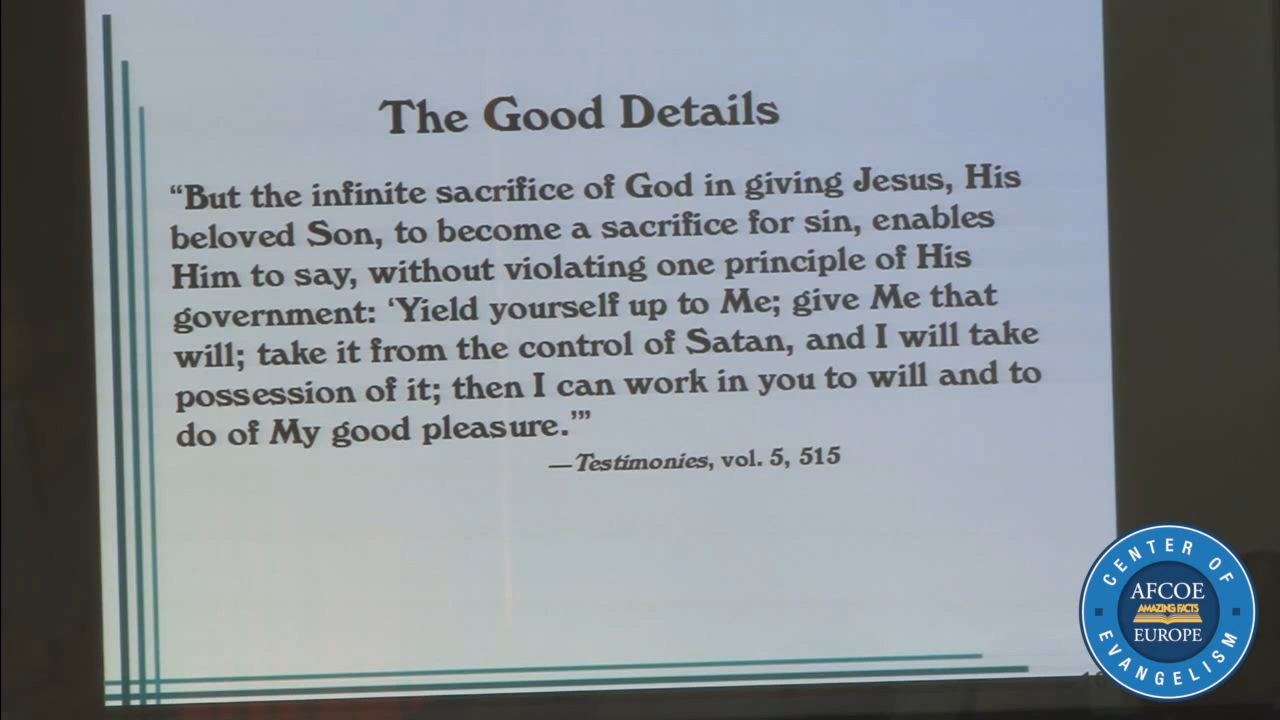 The Good Details
“But the infinite sacrifice of God in giving Jesus, His
beloved Son, to become a sacrifice for sin, enables
Him to say, without violating one principle of His
government: ‘Yield yourself up to Me; give Me that
will; take it from the control of Satan, and I will take
possession of it; then I can work in you to will and to
do of My good pleasure.’”
—Testimonies, vol. 5, 515
CENTER OF
AFCOE
AMAZING FACTS
EUROPE
EVANGELISM